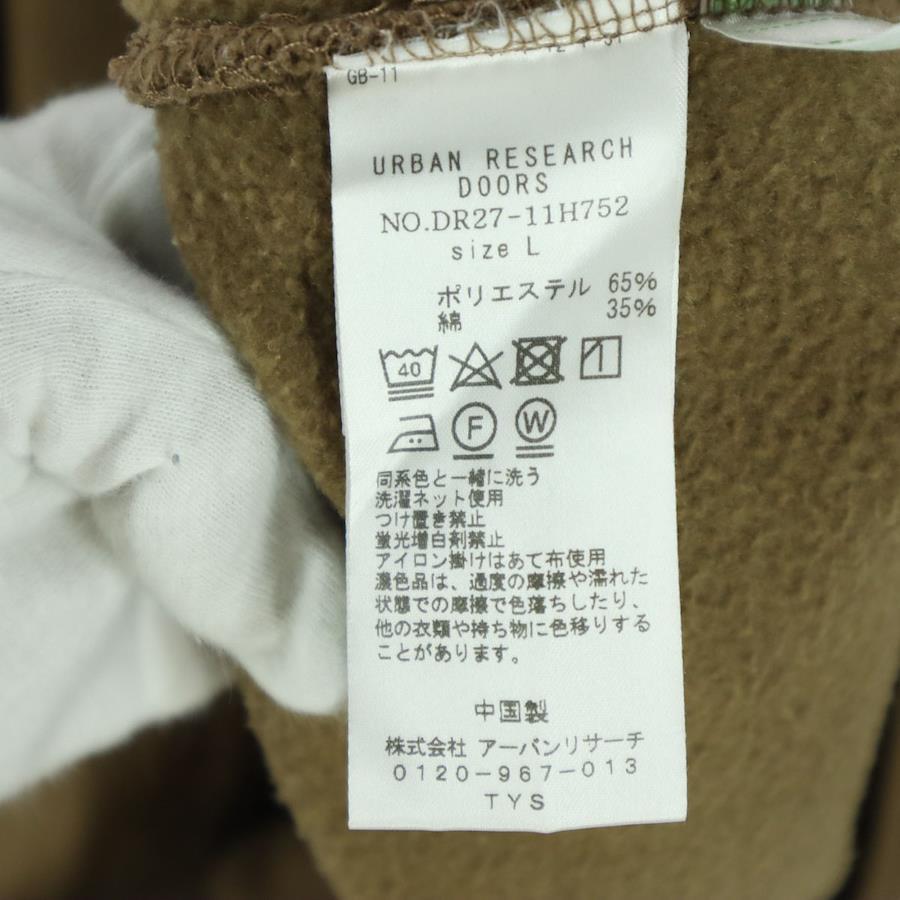 GB-11
URBAN RESEARCH
DOORS
NO.DR27-11H752
size L
ポリエステル 65%
綿 35%
40
F W
同系色と一緒に洗う
洗濯ネット使用
つけ置き禁止
蛍光増白剤禁止
アイロン掛けはあて布使用
濃色品は、過度の摩擦や濡れた
状態での摩擦で色落ちしたり、
他の衣類や持ち物に色移りする
ことがあります。
中国製
株式会社 アーバンリサーチ
0120-967-013
TYS